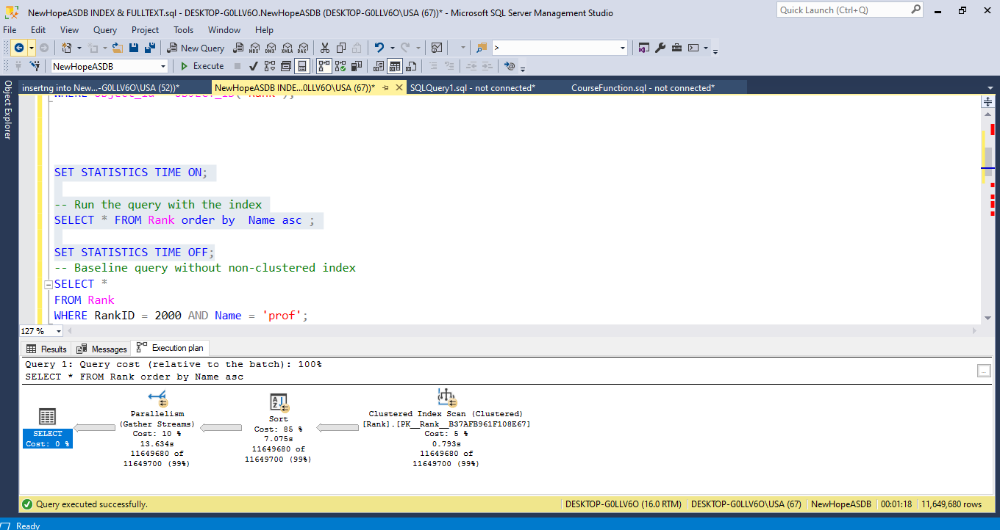 NewHopeASDB INDEX & FULLTEXT.sql - DESKTOP-G0LLV6O.NewHopeASDB (DESKTOP-G0LLV6O\USA (67))* - Microsoft SQL Server Management Studio
Quick Launch (Ctrl+Q)
File Edit View Query Project Tools Window Help
New Query
MDX DMX XMLA DAX
>
NewHopeASDB
Execute
Object Explorer
insertng into New...-G0LLV6O\USA (52))*
NewHopeASDB INDE...0LLV6O\USA (67))*
SQLQuery1.sql - not connected*
CourseFunction.sql - not connected*
WHERE object_id = OBJECT_ID('Rank');
SET STATISTICS TIME ON;
-- Run the query with the index
SELECT * FROM Rank order by  Name asc ;
SET STATISTICS TIME OFF;
-- Baseline query without non-clustered index
SELECT *
FROM Rank
WHERE RankID = 2000 AND Name = 'prof';
127 %
Results Messages Execution plan
Query 1: Query cost (relative to the batch): 100%
SELECT * FROM Rank order by Name asc
...
SELECT
Cost: 0 %
Parallelism
(Gather Streams)
Cost: 10 %
13.634s
11649680 of
11649700 (99%)
Sort
Cost: 85 %
7.075s
11649680 of
11649700 (99%)
Clustered Index Scan (Clustered)
[Rank].[PK__Rank__B37AFB961F108E67]
Cost: 5 %
0.793s
11649680 of
11649700 (99%)
Query executed successfully.
DESKTOP-G0LLV6O (16.0 RTM)
DESKTOP-G0LLV6O\USA (67)
NewHopeASDB
00:01:18
11,649,680 rows
Ready